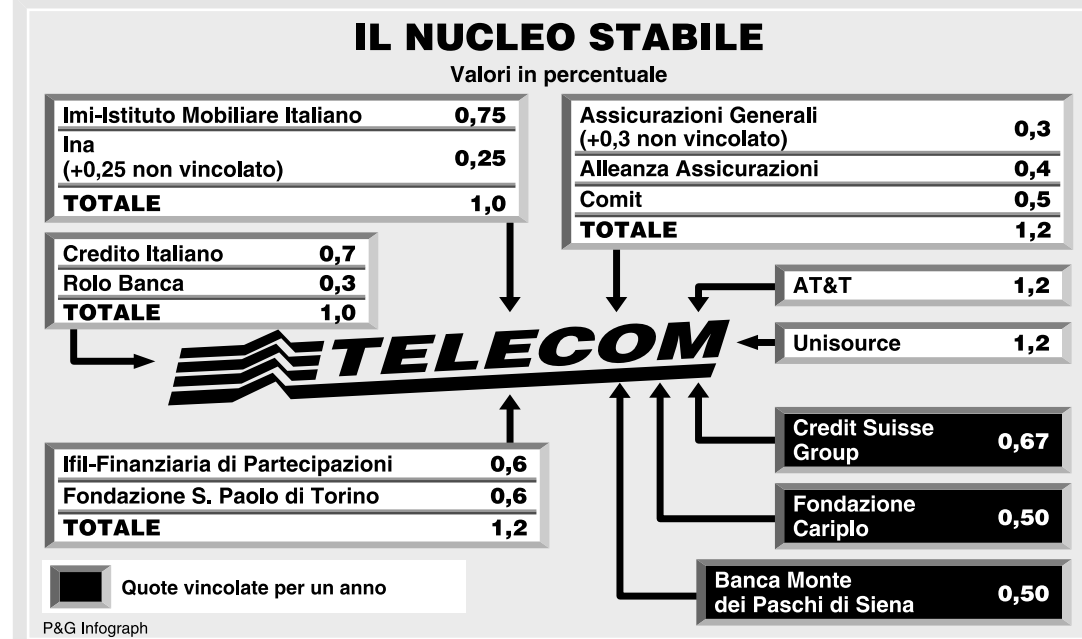 IL NUCLEO STABILE
Valori in percentuale
Imi-Istituto Mobiliare Italiano 0,75
Ina
(+0,25 non vincolato) 0,25
TOTALE 1,0
Assicurazioni Generali
(+0,3 non vincolato) 0,3
Alleanza Assicurazioni 0,4
Comit 0,5
TOTALE 1,2
Credito Italiano 0,7
Rolo Banca 0,3
TOTALE 1,0
AT&T 1,2
Unisource 1,2
TELECOM
Credit Suisse
Group 0,67
Fondazione
Cariplo 0,50
Banca Monte
dei Paschi di Siena 0,50
Ifil-Finanziaria di Partecipazioni 0,6
Fondazione S. Paolo di Torino 0,6
TOTALE 1,2
Quote vincolate per un anno
P&G Infograph